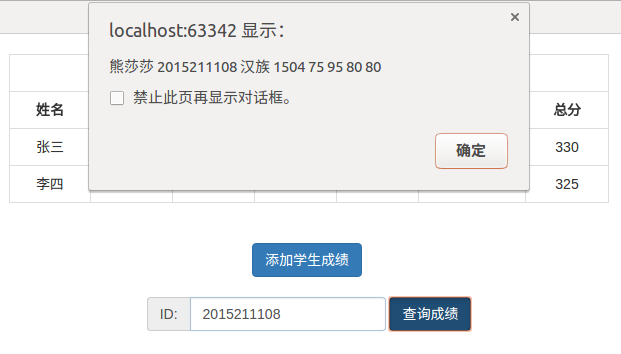 localhost:63342 显示：
熊莎莎 2015211108 汉族 1504 75 95 80 80
禁止此页再显示对话框。
确定
姓名 总分
张三 330
李四 325
添加学生成绩
ID: 2015211108 查询成绩